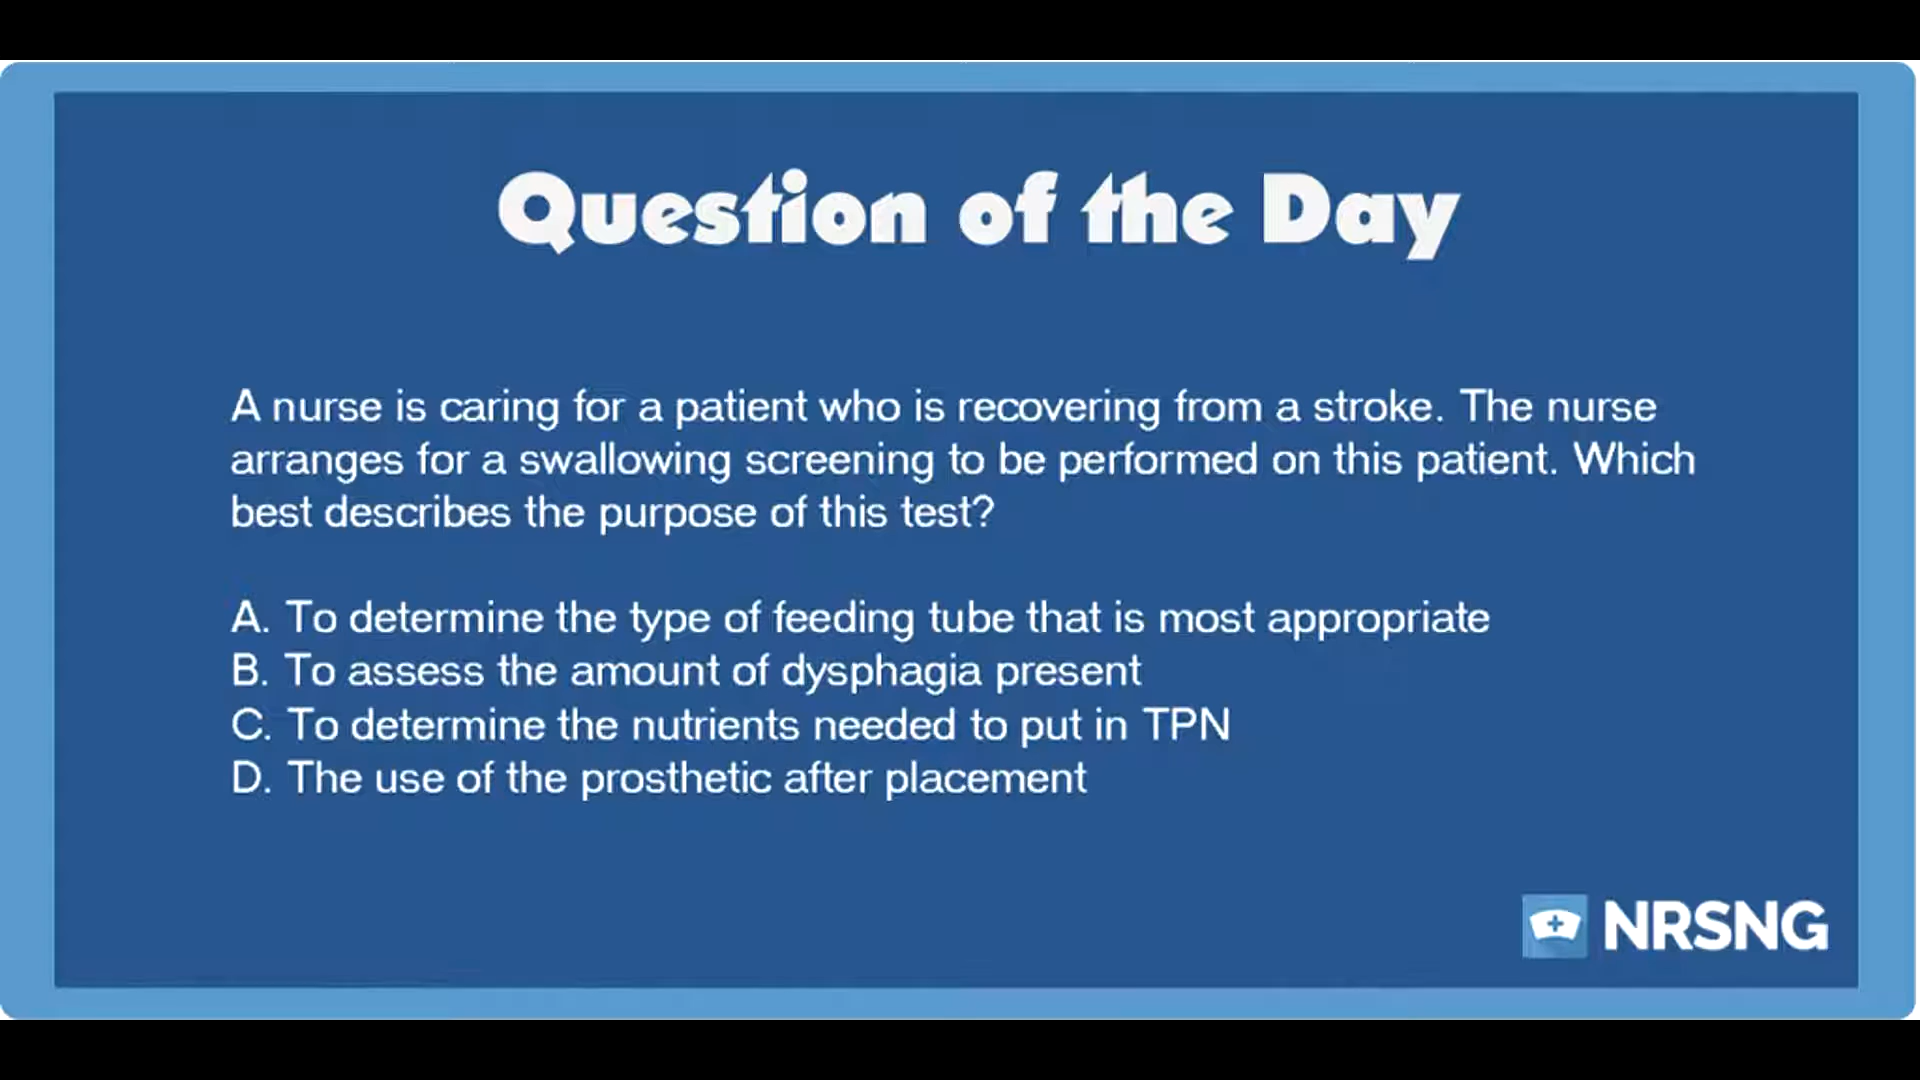 Question of the Day
A nurse is caring for a patient who is recovering from a stroke. The nurse
arranges for a swallowing screening to be performed on this patient. Which
best describes the purpose of this test?
A. To determine the type of feeding tube that is most appropriate
B. To assess the amount of dysphagia present
C. To determine the nutrients needed to put in TPN
D. The use of the prosthetic after placement
NRSNG